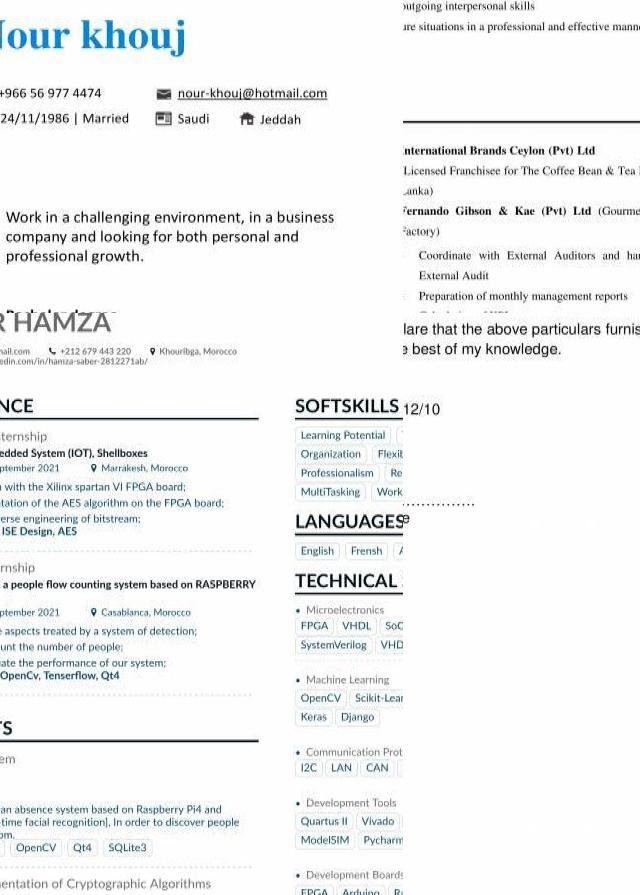 Nour khouj
+966 56 977 4474
nour-khouj@hotmail.com
24/11/1986 | Married
Saudi
Jeddah
Work in a challenging environment, in a business
company and looking for both personal and
professional growth.
outgoing interpersonal skills
situations in a professional and effective
International Brands Ceylon (Pvt) Ltd
Licensed Franchisee for The Coffee Bean & Tea
Lanka)
Fernando Gibson & Kae (Pvt) Ltd (Gourme
Factory)
Coordinate with External Auditors and
External Audit
Preparation of monthly management reports
lare that the above particulars furnis
best of my knowledge.
12/10
R HAMZA
ail.com
+212 679 443 220
Khouribga, Morocco
edin.com/in/hamza-saber-2812271ab/
NCE
ternship
edded System (IOT), Shellboxes
ptember 2021
Marrakesh, Morocco
with the Xilinx spartan VI FPGA board;
tation of the AES algorithm on the FPGA board;
erse engineering of bitstream;
ISE Design, AES
rnship
a people flow counting system based on RASPBERRY
ptember 2021
Casablanca, Morocco
aspects treated by a system of detection;
unt the number of people;
ate the performance of our system;
OpenCv, Tenserflow, Qt4
TS
em
an absence system based on Raspberry Pi4 and
-time facial recognition]. In order to discover people
om.
OpenCV
Qt4
SQLite3
entation of Cryptographic Algorithms
SOFTSKILLS
Learning Potential
Organization
Flexit
Professionalism
Re
MultiTasking
Work
LANGUAGES
English
Frensh
TECHNICAL
• Microelectronics
FPGA
VHDL
SoC
SystemVerilog
VHD
• Machine Learning
OpenCV
Scikit-Lear
Keras
Django
• Communication Prot
I2C
LAN
CAN
• Development Tools
Quartus II
Vivado
ModelSIM
Pycharm
• Development Boards
FPGA
Arduino